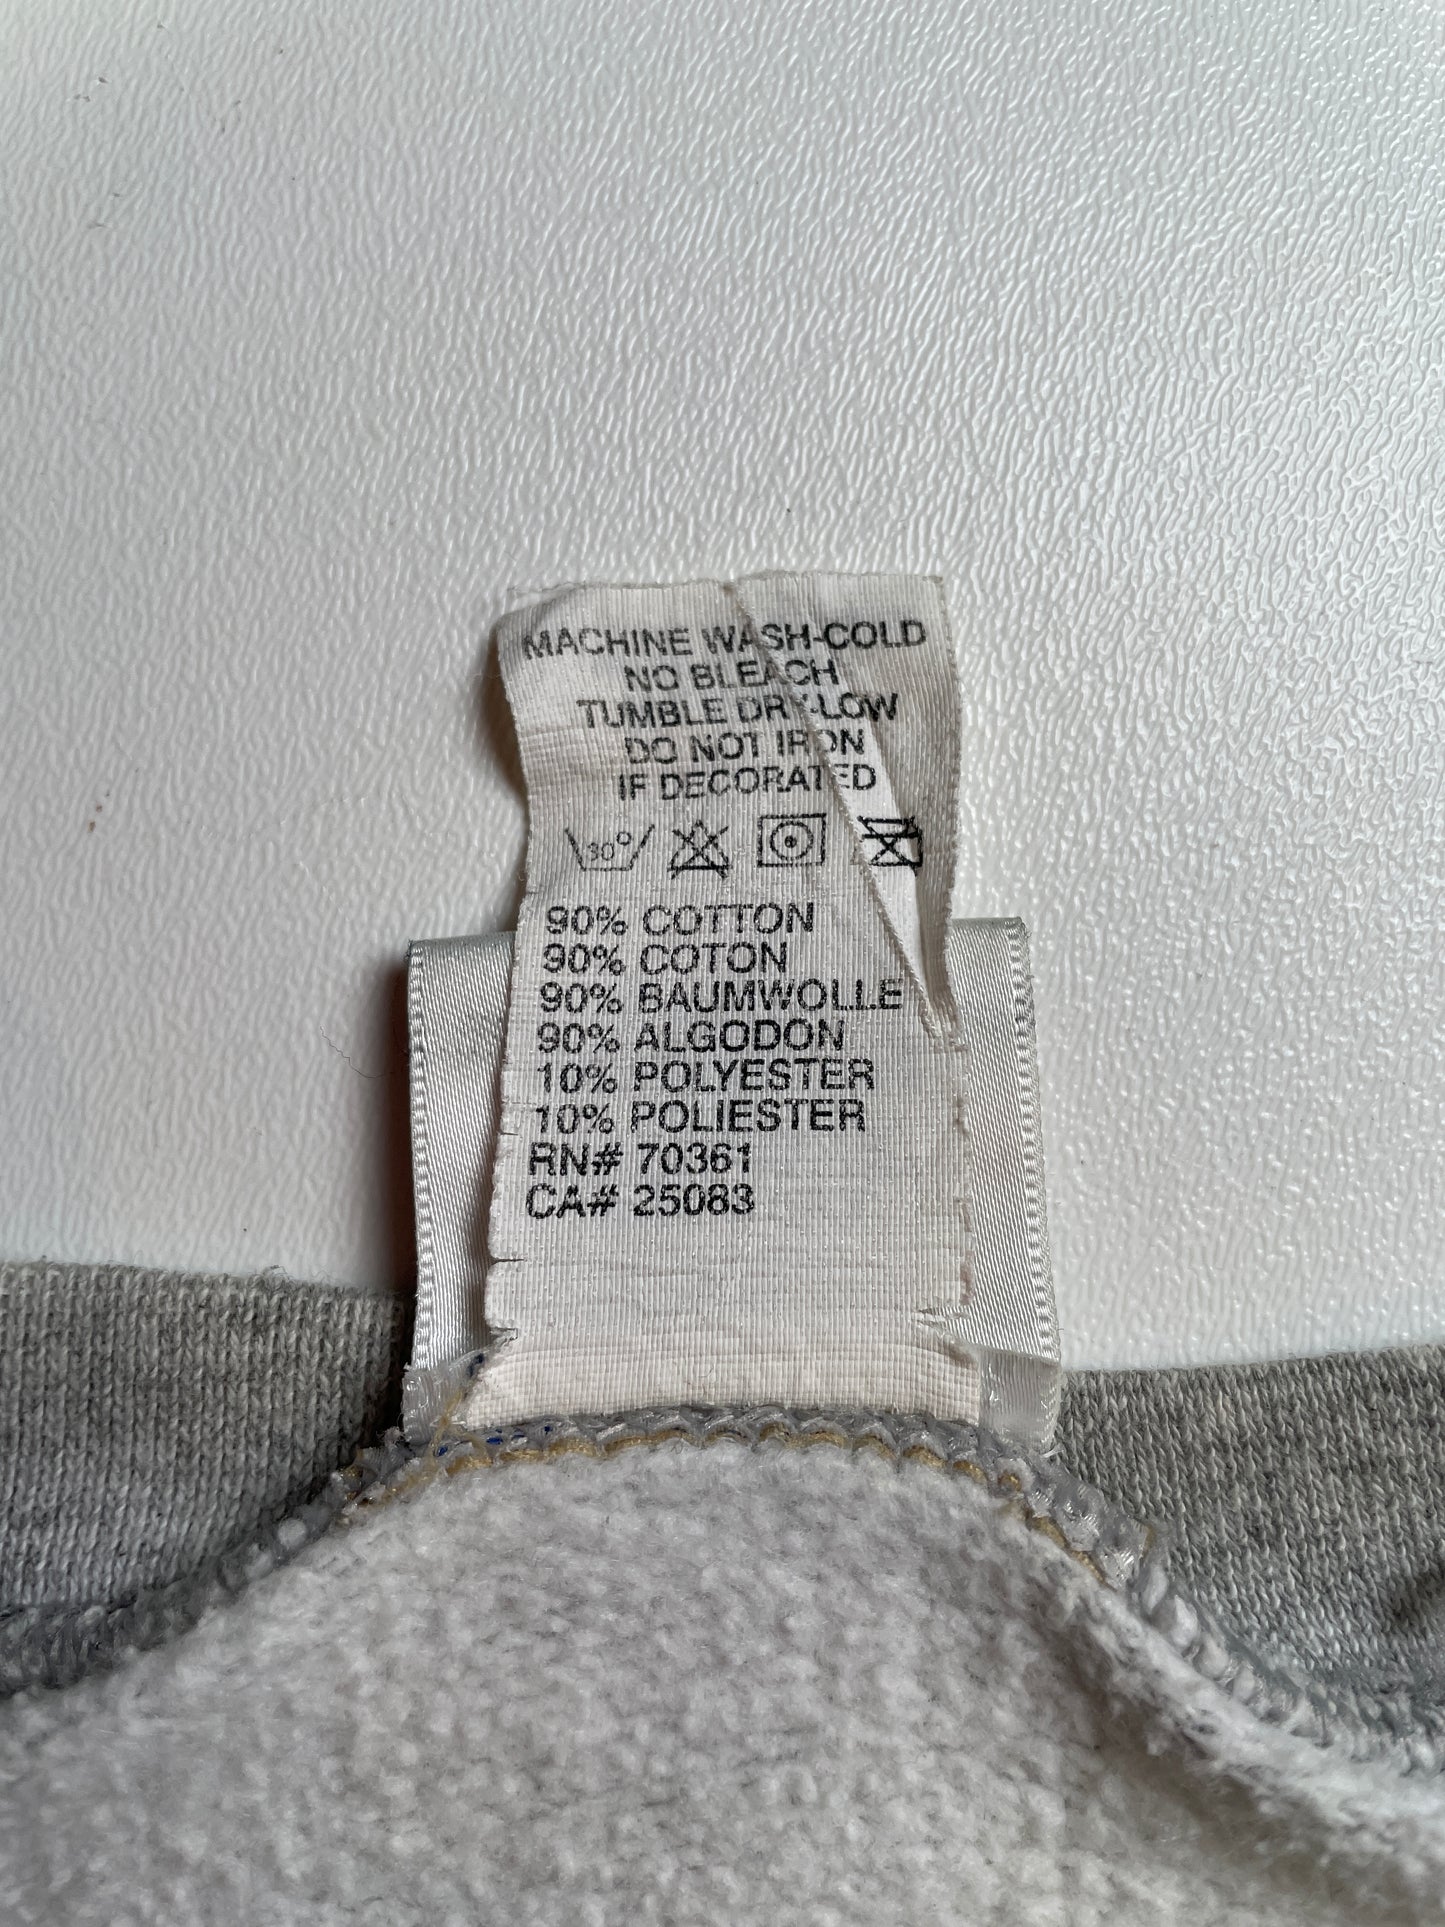 MACHINE WASH-COLD
NO BLEACH
TUMBLE DRY-LOW
DO NOT IRON
IF DECORATED
30°
90% COTTON
90% COTON
90% BAUMWOLLE
90% ALGODON
10% POLYESTER
10% POLIESTER
RN# 70361
CA# 25083